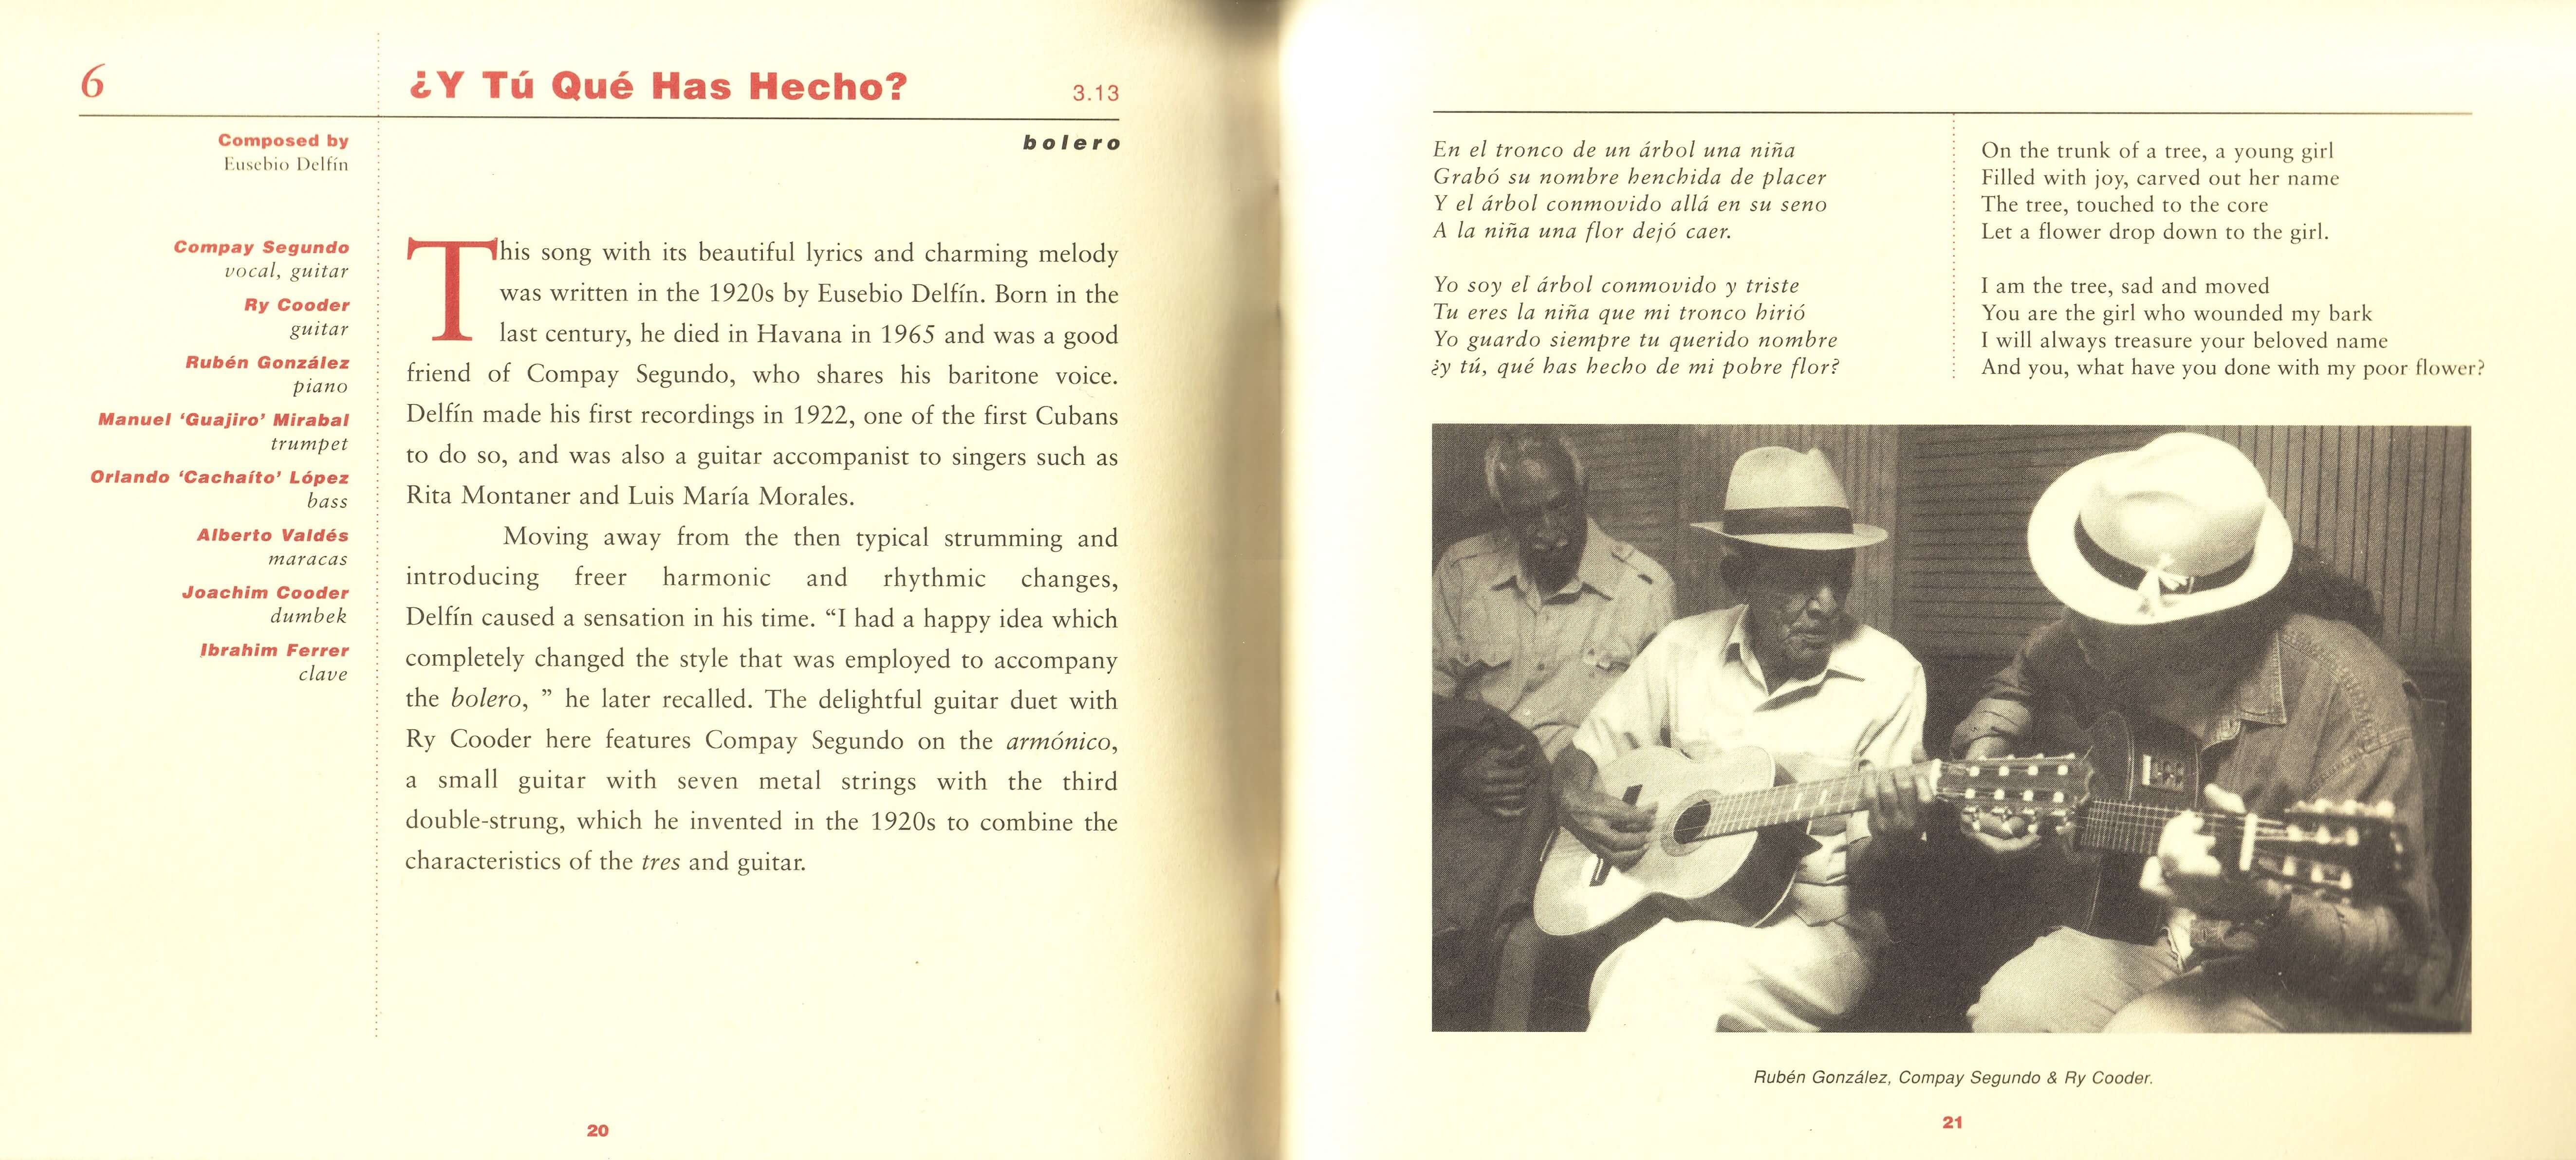 6
¿Y Tú Qué Has Hecho?
3.13
Composed by
Eusebio Delfín
bolero
Compay Segundo
vocal, guitar
Ry Cooder
guitar
Rubén González
piano
Manuel ‘Guajiro’ Mirabal
trumpet
Orlando ‘Cachaíto’ López
bass
Alberto Valdés
maracas
Joachim Cooder
dumbek
Ibrahim Ferrer
clave
This song with its beautiful lyrics and charming melody
was written in the 1920s by Eusebio Delfín. Born in the
last century, he died in Havana in 1965 and was a good
friend of Compay Segundo, who shares his baritone voice.
Delfín made his first recordings in 1922, one of the first Cubans
to do so, and was also a guitar accompanist to singers such as
Rita Montaner and Luis María Morales.
Moving away from the then typical strumming and
introducing freer harmonic and rhythmic changes,
Delfín caused a sensation in his time. “I had a happy idea which
completely changed the style that was employed to accompany
the bolero, ” he later recalled. The delightful guitar duet with
Ry Cooder here features Compay Segundo on the armónico,
a small guitar with seven metal strings with the third
double-strung, which he invented in the 1920s to combine the
characteristics of the tres and guitar.
20
En el tronco de un árbol una niña
Grabó su nombre henchida de placer
Y el árbol conmovido allá en su seno
A la niña una flor dejó caer.
Yo soy el árbol conmovido y triste
Tu eres la niña que mi tronco hirió
Yo guardo siempre tu querido nombre
¿y tú, qué has hecho de mi pobre flor?
On the trunk of a tree, a young girl
Filled with joy, carved out her name
The tree, touched to the core
Let a flower drop down to the girl.
I am the tree, sad and moved
You are the girl who wounded my bark
I will always treasure your beloved name
And you, what have you done with my poor flower?
Rubén González, Compay Segundo & Ry Cooder.
21